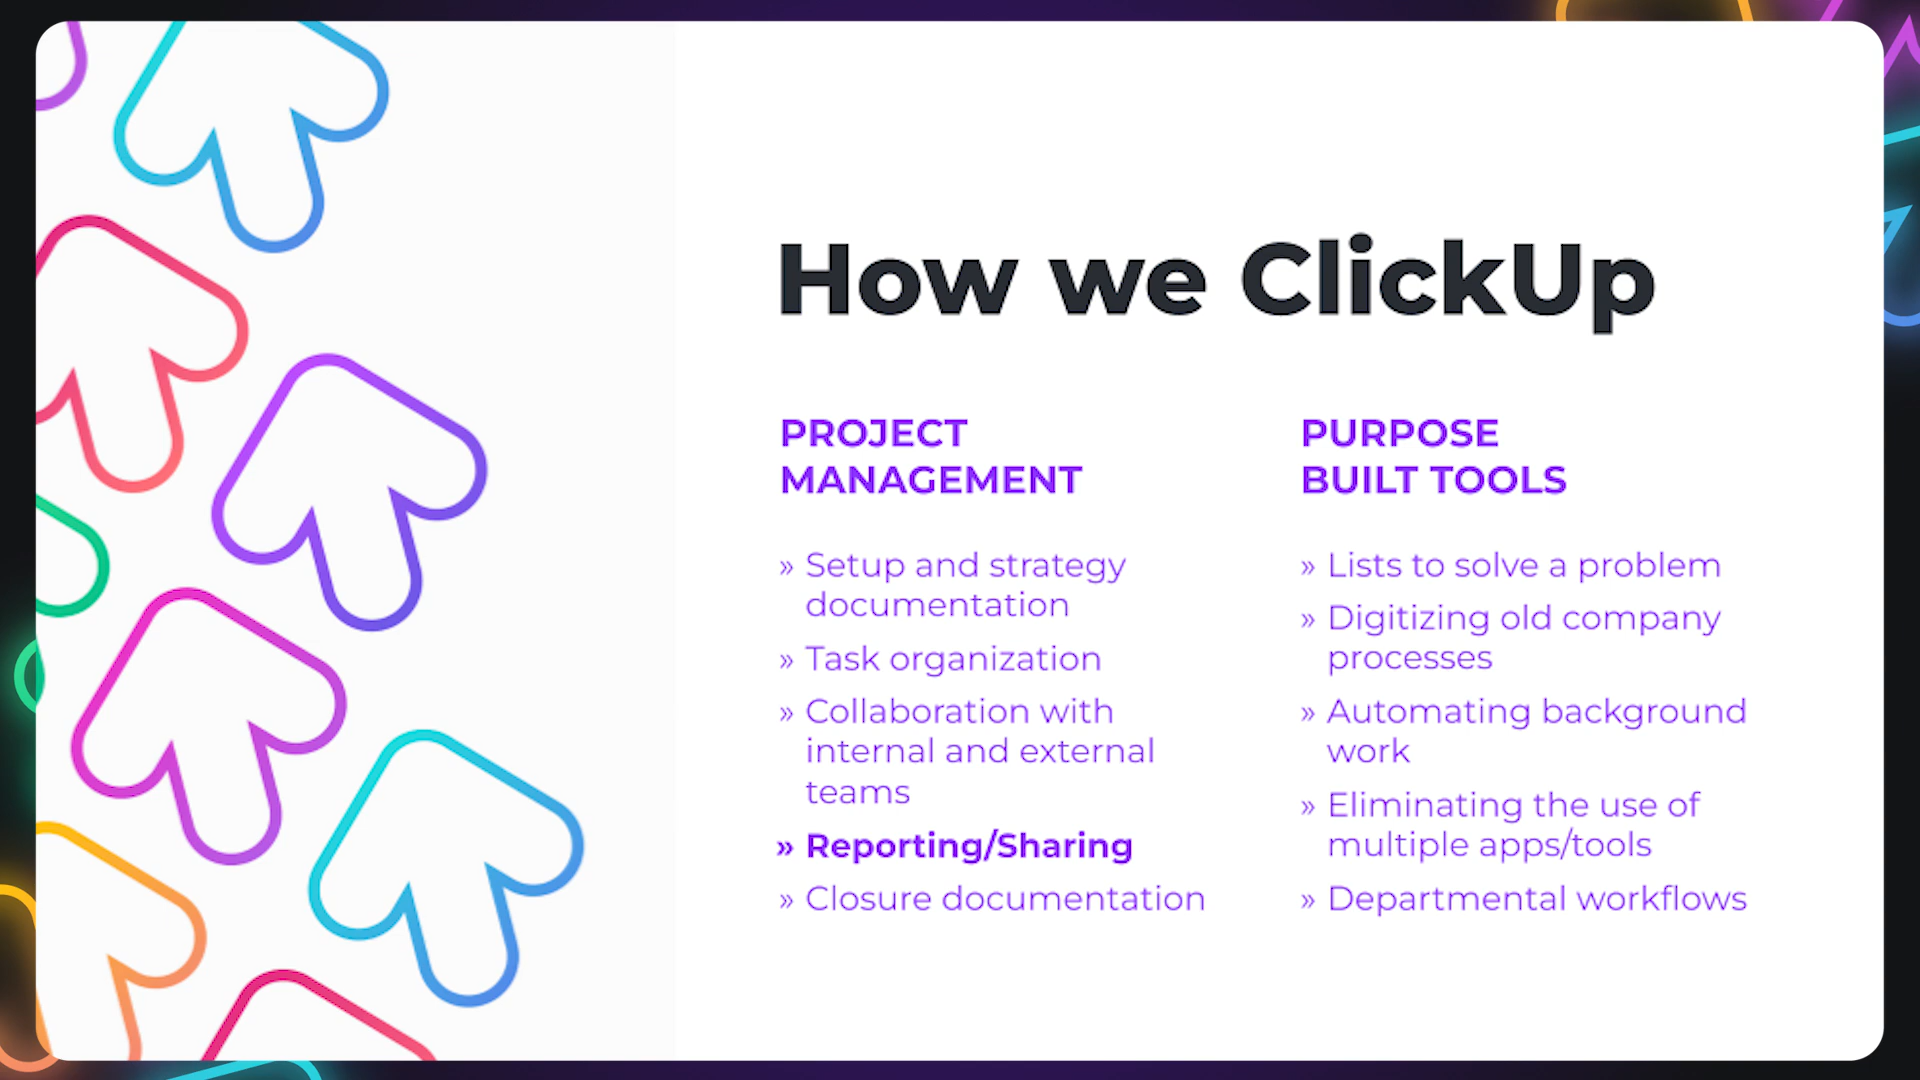 How we ClickUp
PROJECT
MANAGEMENT
» Setup and strategy
documentation
» Task organization
» Collaboration with
internal and external
teams
» Reporting/Sharing
» Closure documentation
PURPOSE
BUILT TOOLS
» Lists to solve a problem
» Digitizing old company
processes
» Automating background
work
» Eliminating the use of
multiple apps/tools
» Departmental workflows